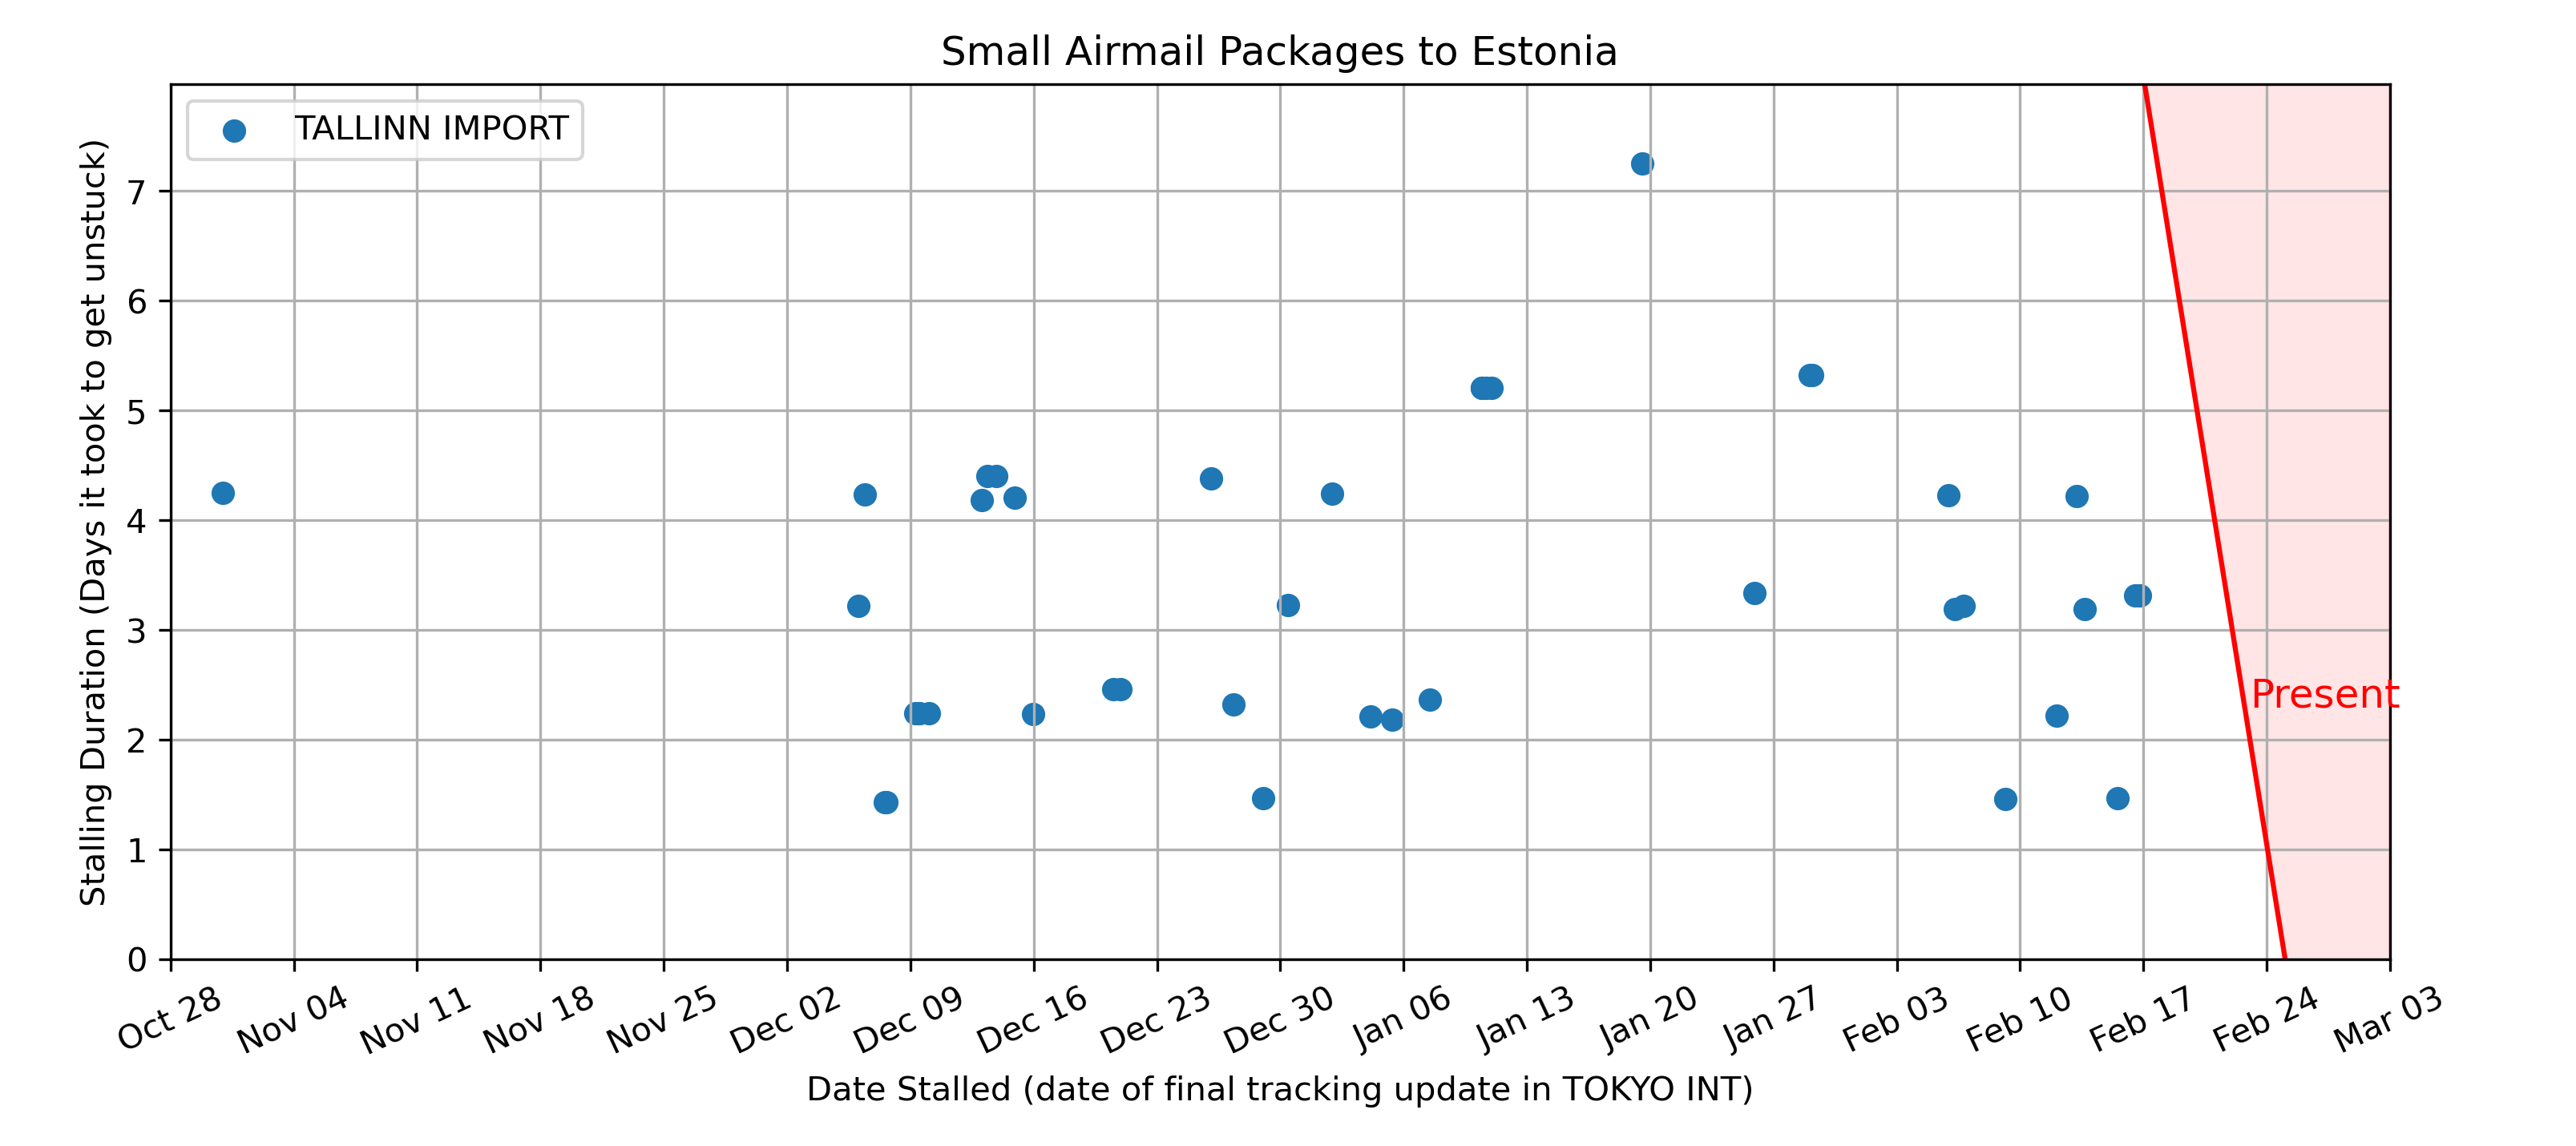 Small Airmail Packages to Estonia
TALLINN IMPORT
Stalling Duration (Days it took to get unstuck)
7
6
5
4
3
2
1
0
Present
Oct 28
Nov 04
Nov 11
Nov 18
Nov 25
Dec 02
Dec 09
Dec 16
Dec 23
Dec 30
Jan 06
Jan 13
Jan 20
Jan 27
Feb 03
Feb 10
Feb 17
Feb 24
Mar 03
Date Stalled (date of final tracking update in TOKYO INT)